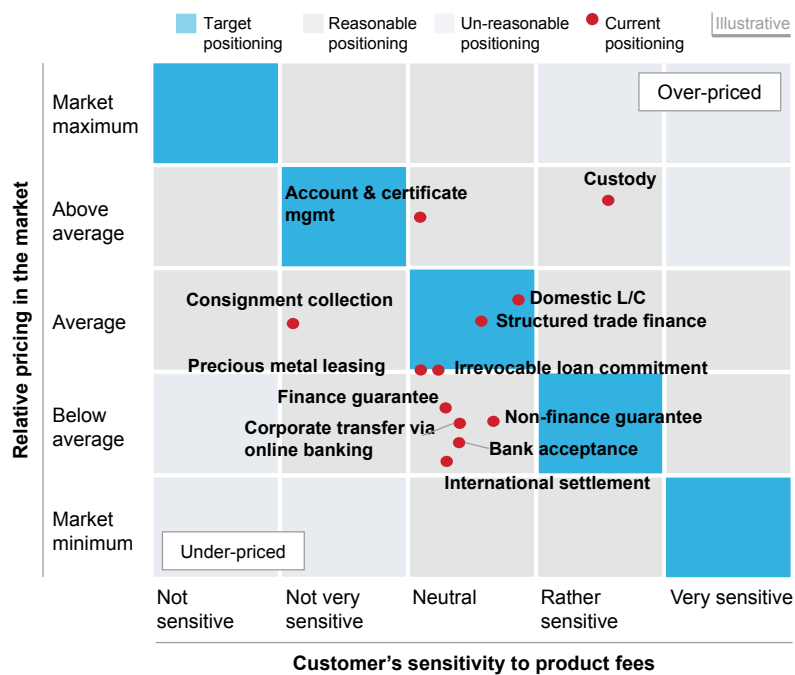 Target
positioning
Reasonable
positioning
Un-reasonable
positioning
Current
positioning
Illustrative
Relative pricing in the market
Market
maximum
Over-priced
Above
average
Account & certificate
mgmt
Custody
Average
Consignment collection
Domestic L/C
Structured trade finance
Precious metal leasing
Irrevocable loan commitment
Below
average
Finance guarantee
Non-finance guarantee
Corporate transfer via
online banking
Bank acceptance
International settlement
Market
minimum
Under-priced
Not
sensitive
Not very
sensitive
Neutral
Rather
sensitive
Very sensitive
Customer’s sensitivity to product fees